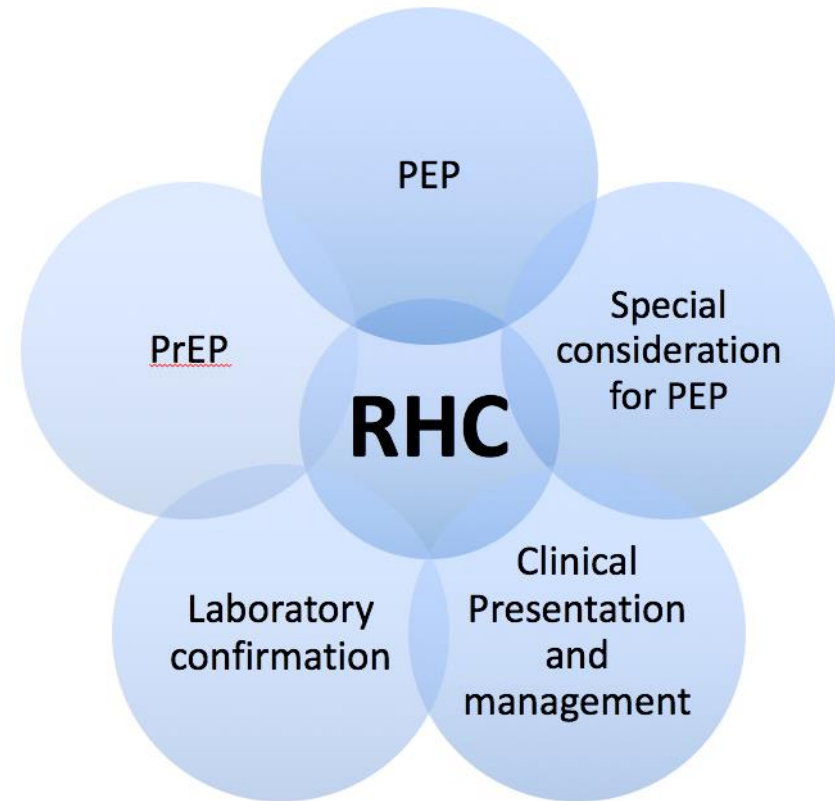 PEP
Special
consideration
for PEP
PrEP
RHC
Clinical
Presentation
and
management
Laboratory
confirmation